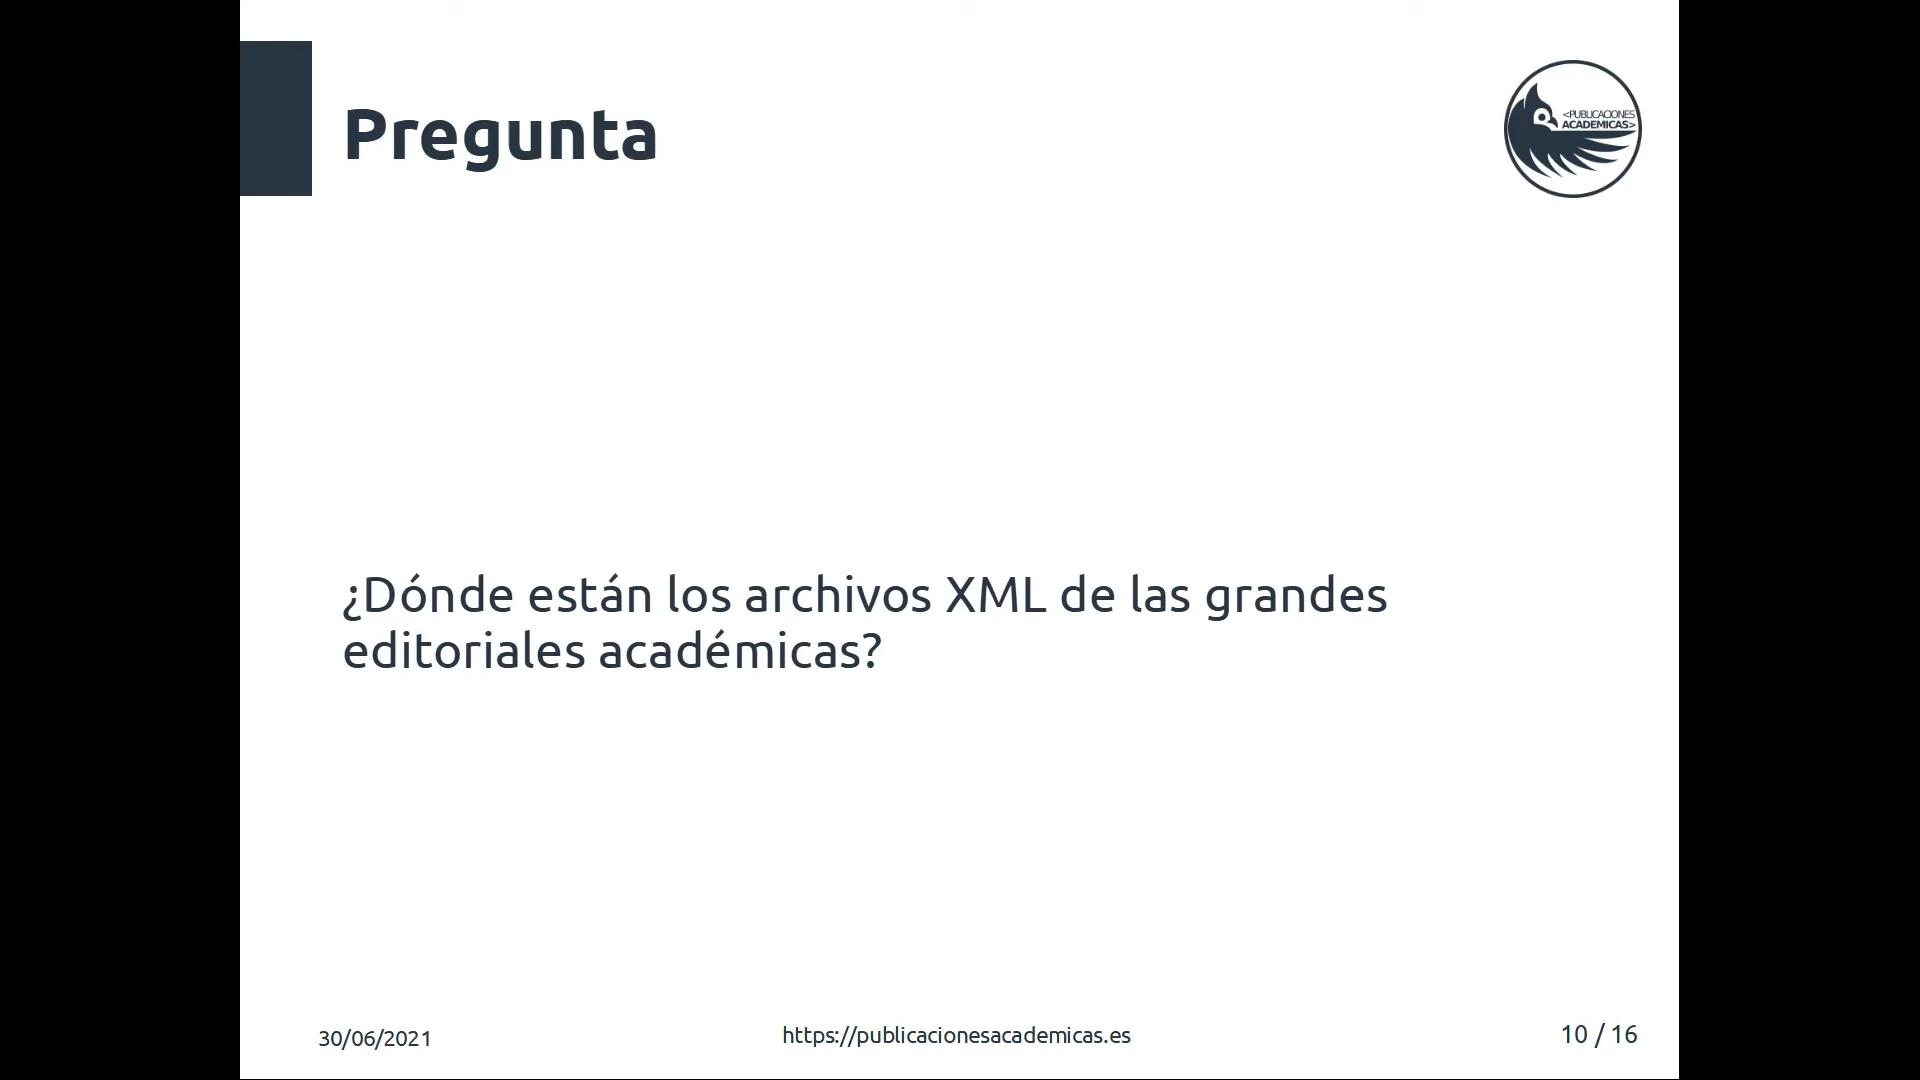 Pregunta
<PUBLICACIONES
ACADEMICAS>
¿Dónde están los archivos XML de las grandes
editoriales académicas?
30/06/2021
https://publicacionesacademicas.es
10 / 16